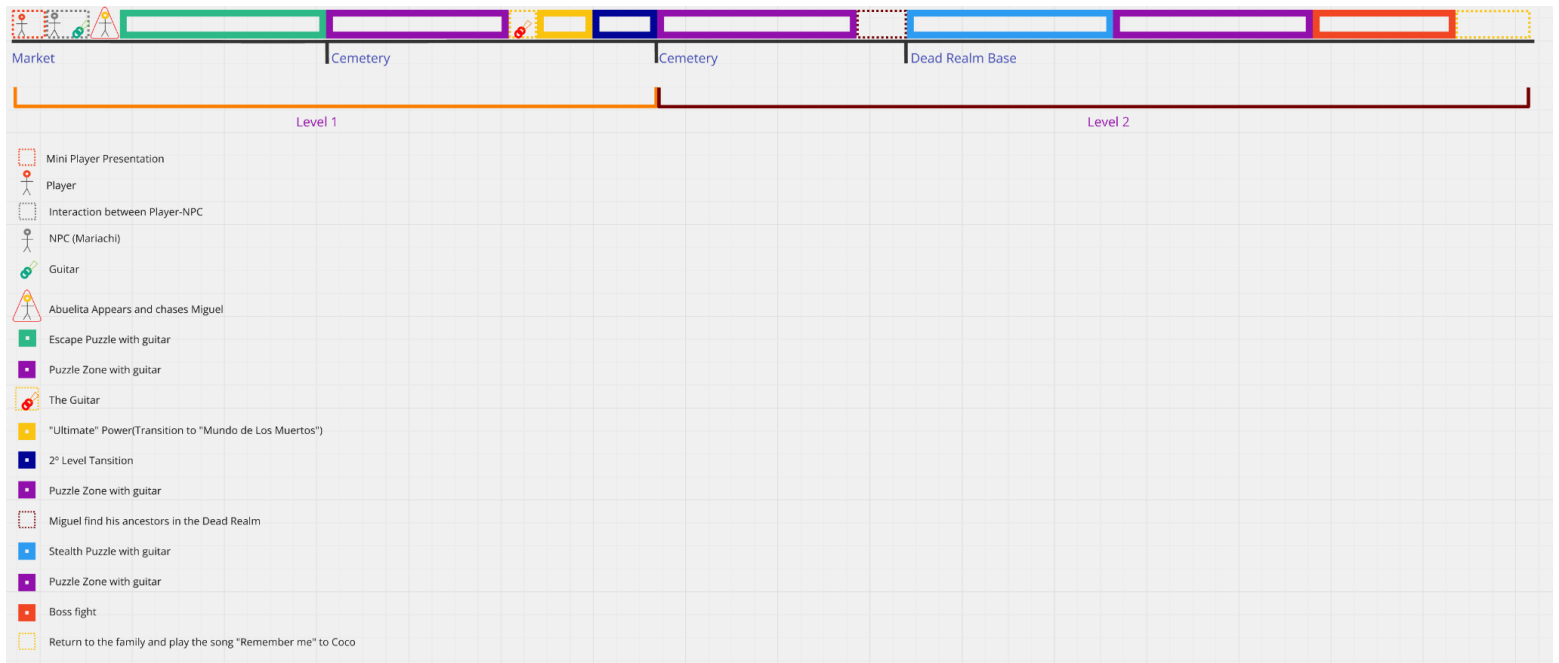 Market
Cemetery
Cemetery
Dead Realm Base
Level 1
Level 2
Mini Player Presentation
Player
Interaction between Player-NPC
NPC (Mariachi)
Guitar
Abuelita Appears and chases Miguel
Escape Puzzle with guitar
Puzzle Zone with guitar
The Guitar
"Ultimate" Power(Transition to "Mundo de Los Muertos")
2º Level Tansition
Puzzle Zone with guitar
Miguel find his ancestors in the Dead Realm
Stealth Puzzle with guitar
Puzzle Zone with guitar
Boss fight
Return to the family and play the song "Remember me" to Coco